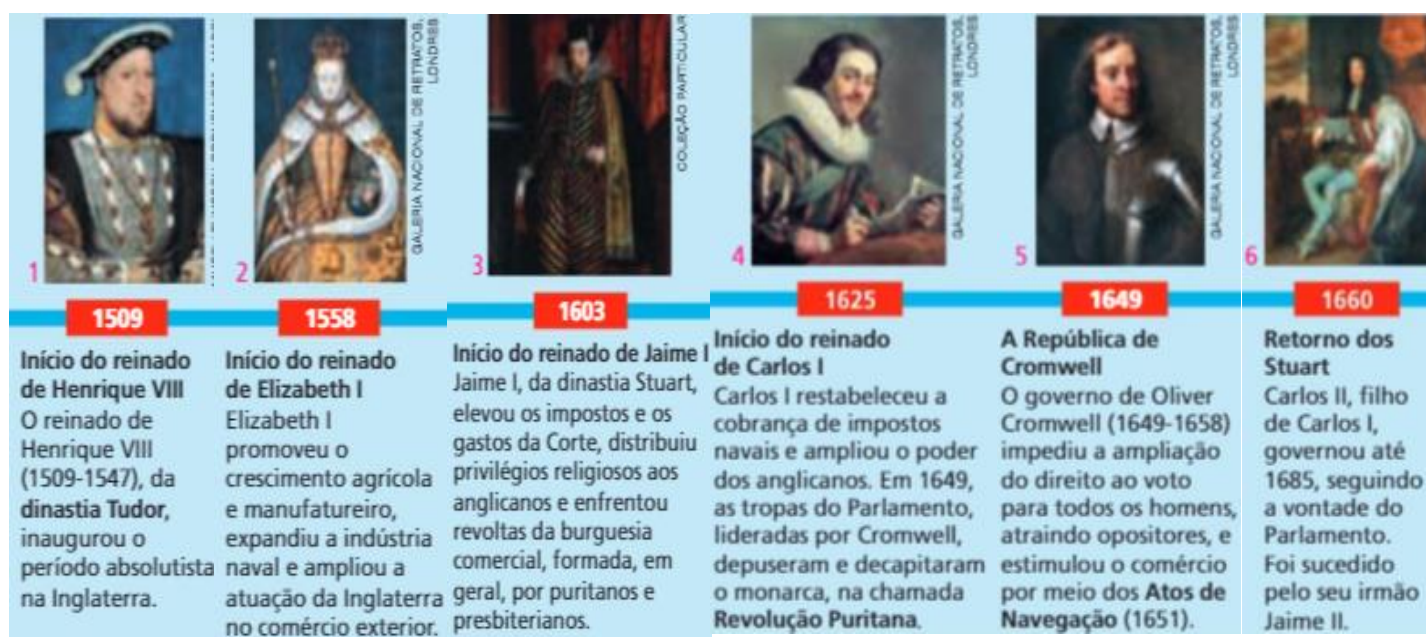 GALERIA NACIONAL DE RETRATOS,
LONDRES
COLEÇÃO PARTICULAR
GALERIA NACIONAL DE RETRATOS,
LONDRES
GALERIA NACIONAL DE RETRATOS,
LONDRES
1
2
3
4
5
6
1509
Início do reinado
de Henrique VIII
O reinado de
Henrique VIII
(1509-1547), da
dinastia Tudor,
inaugurou o
período absolutista
na Inglaterra.
1558
Início do reinado
de Elizabeth I
Elizabeth I
promoveu o
crescimento agrícola
e manufatureiro,
expandiu a indústria
naval e ampliou a
atuação da Inglaterra
no comércio exterior.
1603
Início do reinado de Jaime I
Jaime I, da dinastia Stuart,
elevou os impostos e os
gastos da Corte, distribuiu
privilégios religiosos aos
anglicanos e enfrentou
revoltas da burguesia
comercial, formada, em
geral, por puritanos e
presbiterianos.
1625
Início do reinado
de Carlos I
Carlos I restabeleceu a
cobrança de impostos
navais e ampliou o poder
dos anglicanos. Em 1649,
as tropas do Parlamento,
lideradas por Cromwell,
depuseram e decapitaram
o monarca, na chamada
Revolução Puritana.
1649
A República de
Cromwell
O governo de Oliver
Cromwell (1649-1658)
impediu a ampliação
do direito ao voto
para todos os homens,
atraindo opositores, e
estimulou o comércio
por meio dos Atos de
Navegação (1651).
1660
Retorno dos
Stuart
Carlos II, filho
de Carlos I,
governou até
1685, seguindo
a vontade do
Parlamento.
Foi sucedido
pelo seu irmão
Jaime II.